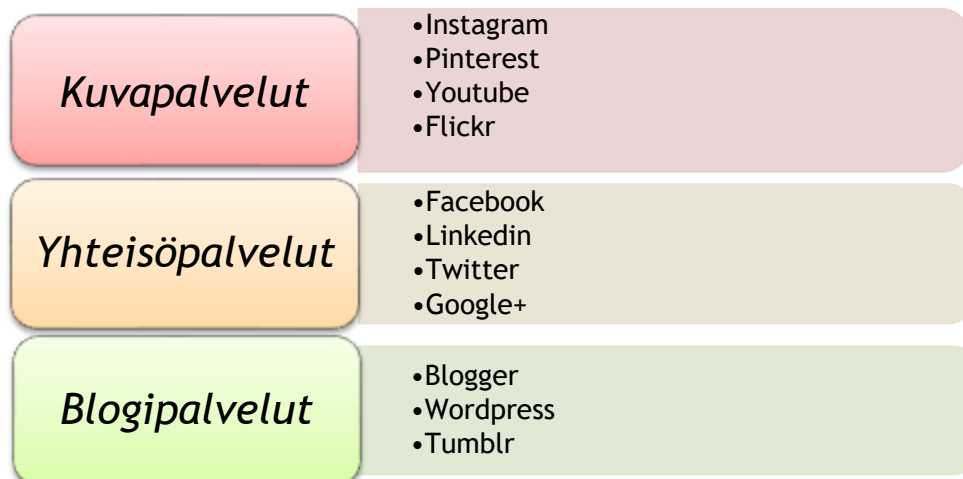 Kuvapalvelut
•Instagram
•Pinterest
•Youtube
•Flickr
Yhteisöpalvelut
•Facebook
•Linkedin
•Twitter
•Google+
Blogipalvelut
•Blogger
•Wordpress
•Tumblr